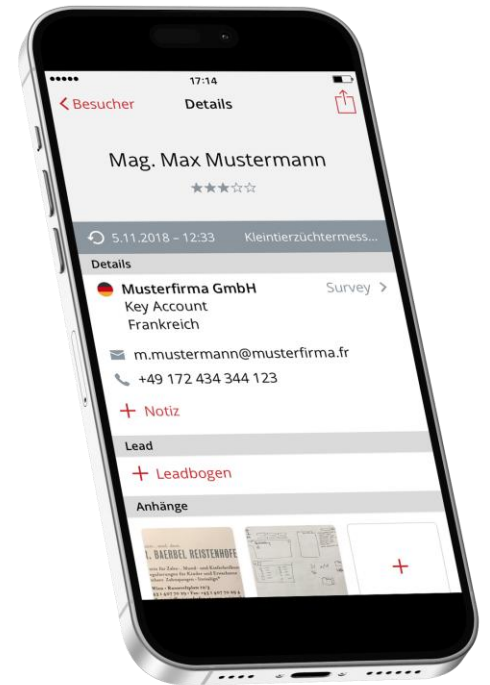 17:14
Besucher Details
Mag. Max Mustermann
5.11.2018 – 12:33 Kleintierzüchtermess...
Details
Musterfirma GmbH Survey
Key Account
Frankreich
m.mustermann@musterfirma.fr
+49 172 434 344 123
+ Notiz
Lead
+ Leadbogen
Anhänge
. BAERBEL REISTENHOFE
+